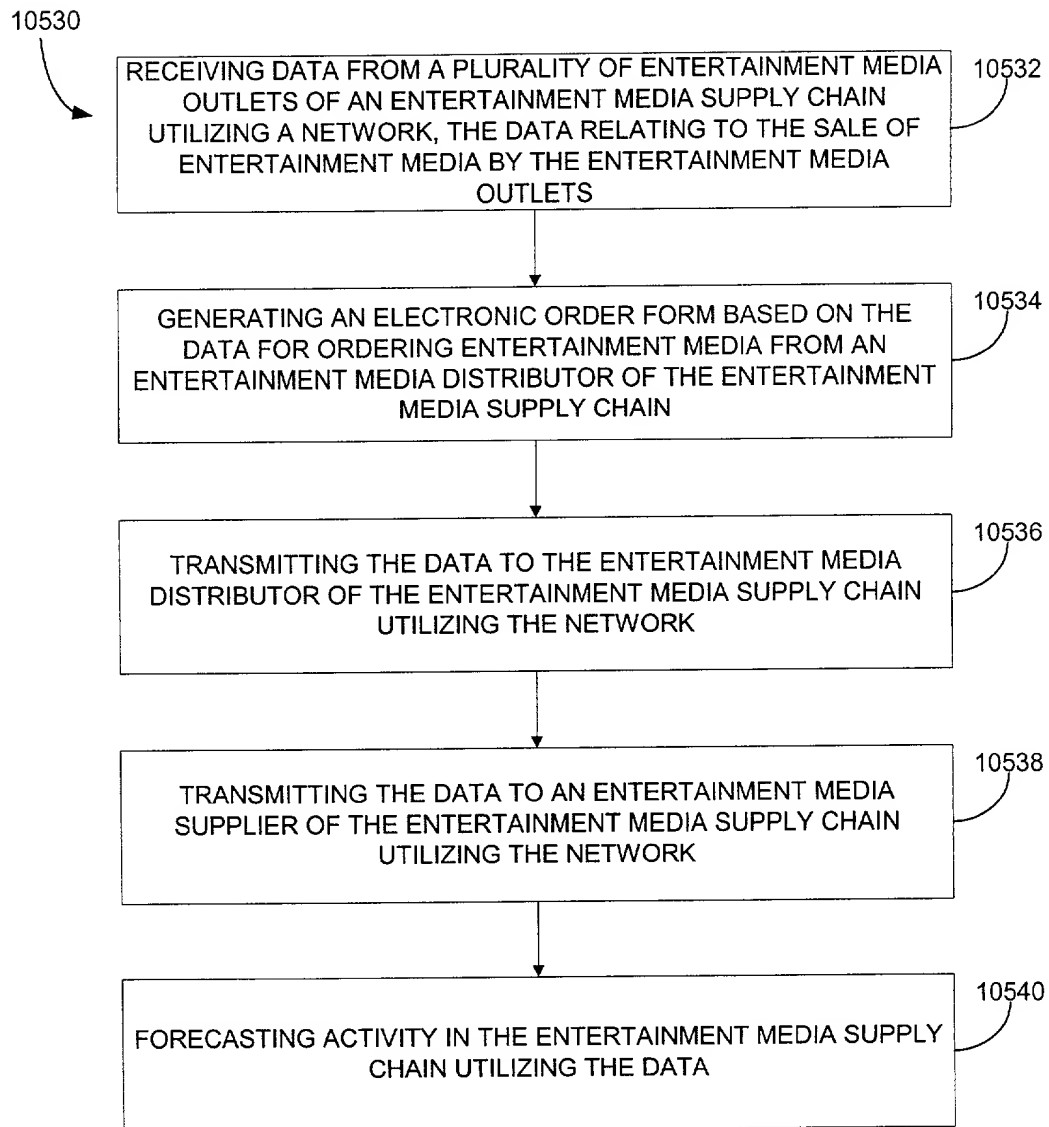 10530
RECEIVING DATA FROM A PLURALITY OF ENTERTAINMENT MEDIA
OUTLETS OF AN ENTERTAINMENT MEDIA SUPPLY CHAIN
UTILIZING A NETWORK, THE DATA RELATING TO THE SALE OF
ENTERTAINMENT MEDIA BY THE ENTERTAINMENT MEDIA
OUTLETS
10532
GENERATING AN ELECTRONIC ORDER FORM BASED ON THE
DATA FOR ORDERING ENTERTAINMENT MEDIA FROM AN
ENTERTAINMENT MEDIA DISTRIBUTOR OF THE ENTERTAINMENT
MEDIA SUPPLY CHAIN
10534
TRANSMITTING THE DATA TO THE ENTERTAINMENT MEDIA
DISTRIBUTOR OF THE ENTERTAINMENT MEDIA SUPPLY CHAIN
UTILIZING THE NETWORK
10536
TRANSMITTING THE DATA TO AN ENTERTAINMENT MEDIA
SUPPLIER OF THE ENTERTAINMENT MEDIA SUPPLY CHAIN
UTILIZING THE NETWORK
10538
FORECASTING ACTIVITY IN THE ENTERTAINMENT MEDIA SUPPLY
CHAIN UTILIZING THE DATA
10540